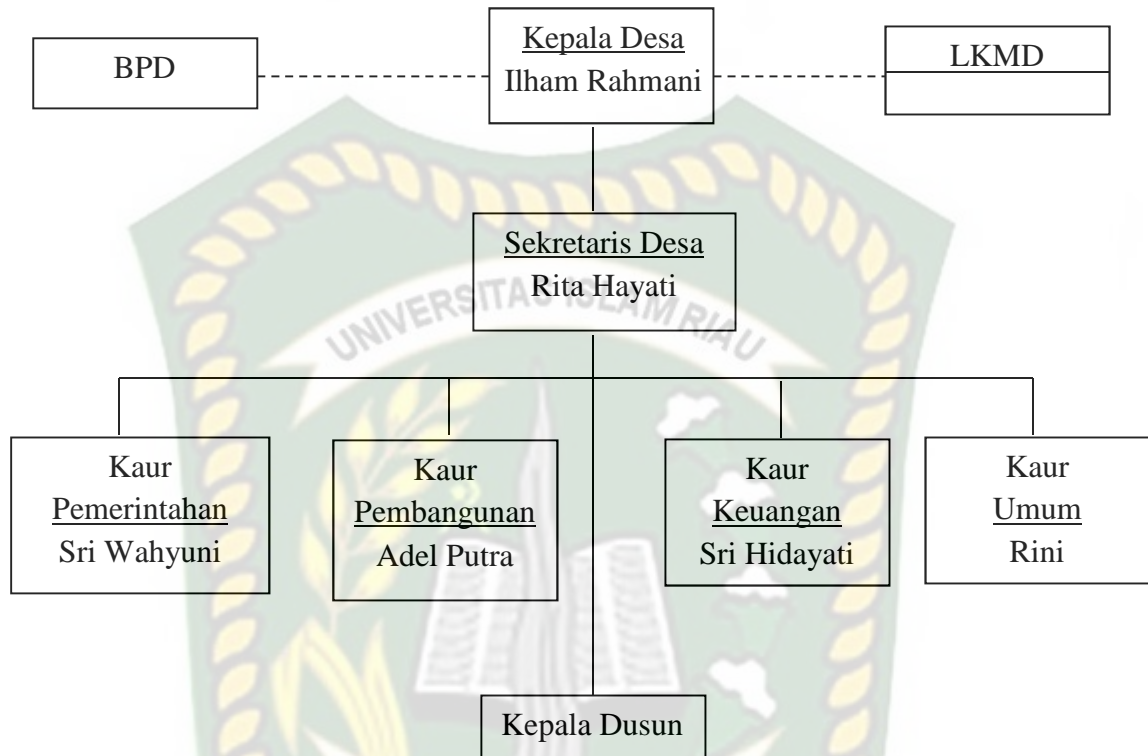 BPD
Kepala Desa
Ilham Rahmani
LKMD
Sekretaris Desa
Rita Hayati
UNIVERSITAS ISLAM RIAU
Kaur
Pemerintahan
Sri Wahyuni
Kaur
Pembangunan
Adel Putra
Kaur
Keuangan
Sri Hidayati
Kaur
Umum
Rini
Kepala Dusun